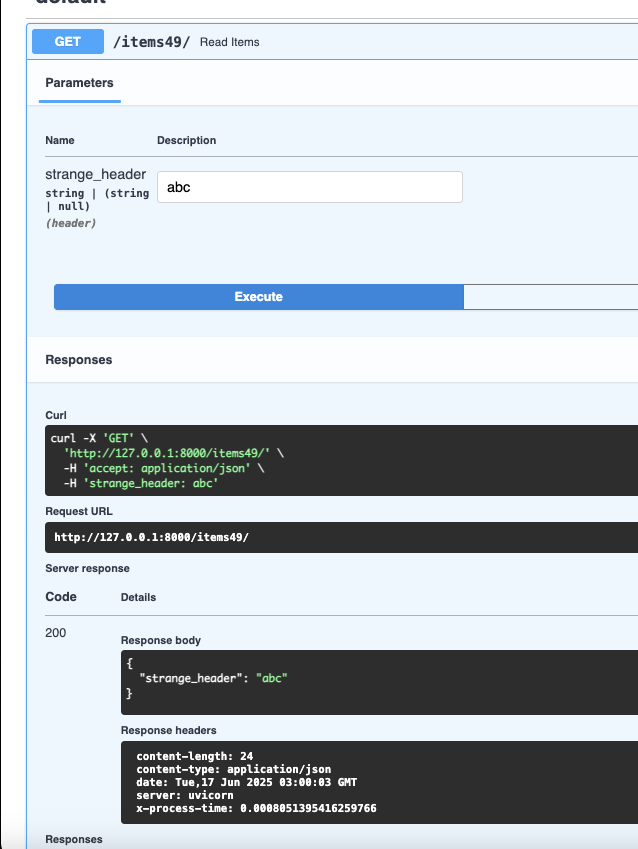 default
GET /items49/ Read Items
Parameters
Name Description
strange_header
string | (string
| null)
(header)
abc
Execute
Responses
Curl
curl -X 'GET' \
'http://127.0.0.1:8000/items49/' \
-H 'accept: application/json' \
-H 'strange_header: abc'
Request URL
http://127.0.0.1:8000/items49/
Server response
Code Details
200
Response body
{
"strange_header": "abc"
}
Response headers
content-length: 24
content-type: application/json
date: Tue,17 Jun 2025 03:00:03 GMT
server: uvicorn
x-process-time: 0.0008051395416259766
Responses